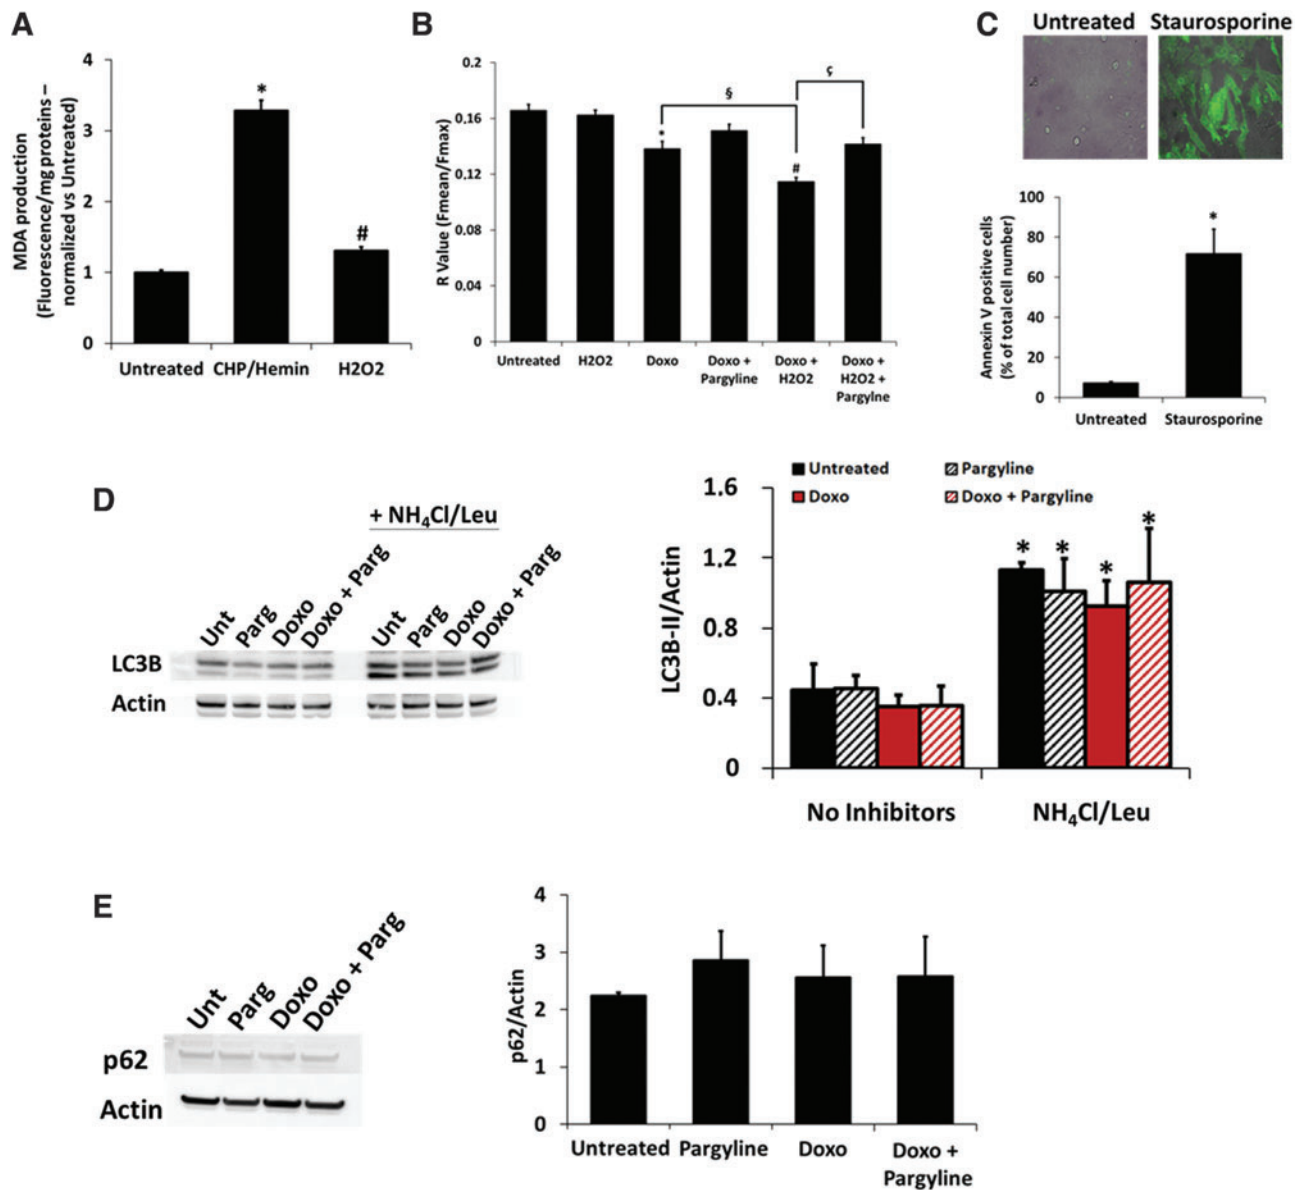 A
MDA production
(Fluorescence/mg proteins –
normalized vs Untreated)
4
3
2
1
0
*
#
Untreated
CHP/Hemin
H2O2
B
R Value (Fmean/Fmax)
0.2
0.16
0.12
0.08
0.04
0
*
§
#
ç
Untreated
H2O2
Doxo
Doxo +
Pargyline
Doxo +
H2O2
Doxo +
H2O2 +
Pargylne
C
Untreated
Staurosporine
Annexin V positive cells
(% of total cell number)
100
80
60
40
20
0
*
Untreated
Staurosporine
D
+ NH₄Cl/Leu
Unt
Parg
Doxo
Doxo + Parg
Unt
Parg
Doxo
Doxo + Parg
LC3B
Actin
Untreated
Pargyline
Doxo
Doxo + Pargyline
LC3B-II/Actin
1.6
1.2
0.8
0.4
0
*
*
*
*
No Inhibitors
NH₄Cl/Leu
E
Unt
Parg
Doxo
Doxo + Parg
p62
Actin
p62/Actin
4
3
2
1
0
Untreated
Pargyline
Doxo
Doxo +
Pargyline